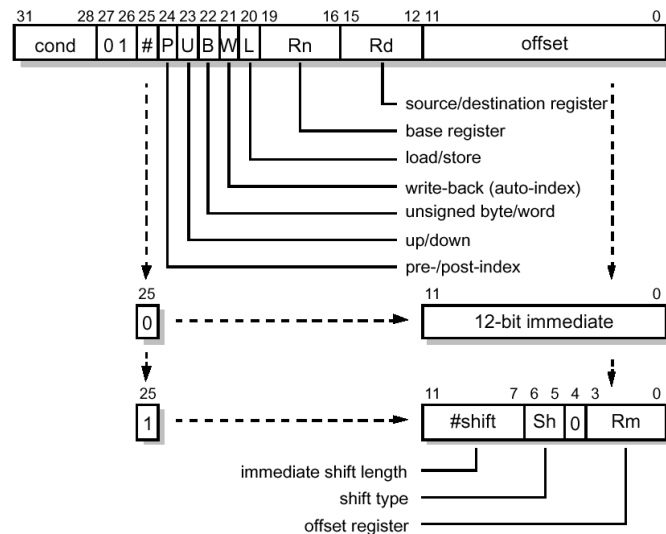 31 28 27 26 25 24 23 22 21 20 19 16 15 12 11 0
cond 0 1 # P U B W L Rn Rd offset
source/destination register
base register
load/store
write-back (auto-index)
unsigned byte/word
up/down
pre-/post-index
25 11 0
0 12-bit immediate
25 11 7 6 5 4 3 0
1 #shift Sh 0 Rm
immediate shift length
shift type
offset register